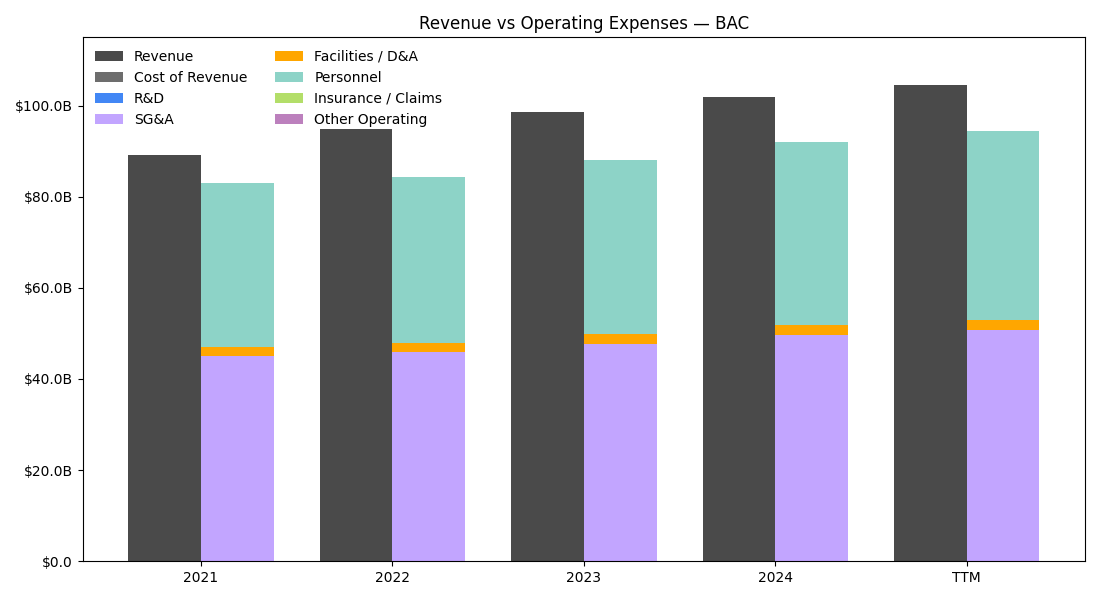 Revenue vs Operating Expenses — BAC
Revenue
Cost of Revenue
R&D
SG&A
Facilities / D&A
Personnel
Insurance / Claims
Other Operating
$100.0B
$80.0B
$60.0B
$40.0B
$20.0B
$0.0
2021
2022
2023
2024
TTM